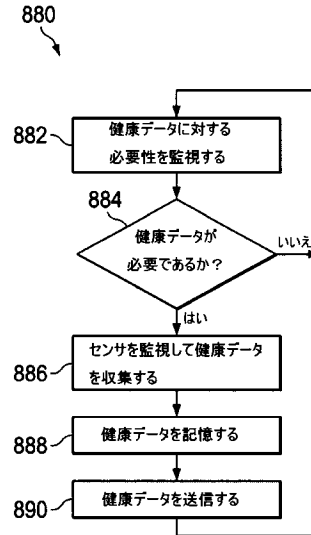 880
882
健康データに対する
必要性を監視する
884
健康データが
必要であるか？
いいえ
はい
886
センサを監視して健康データ
を収集する
888
健康データを記憶する
890
健康データを送信する